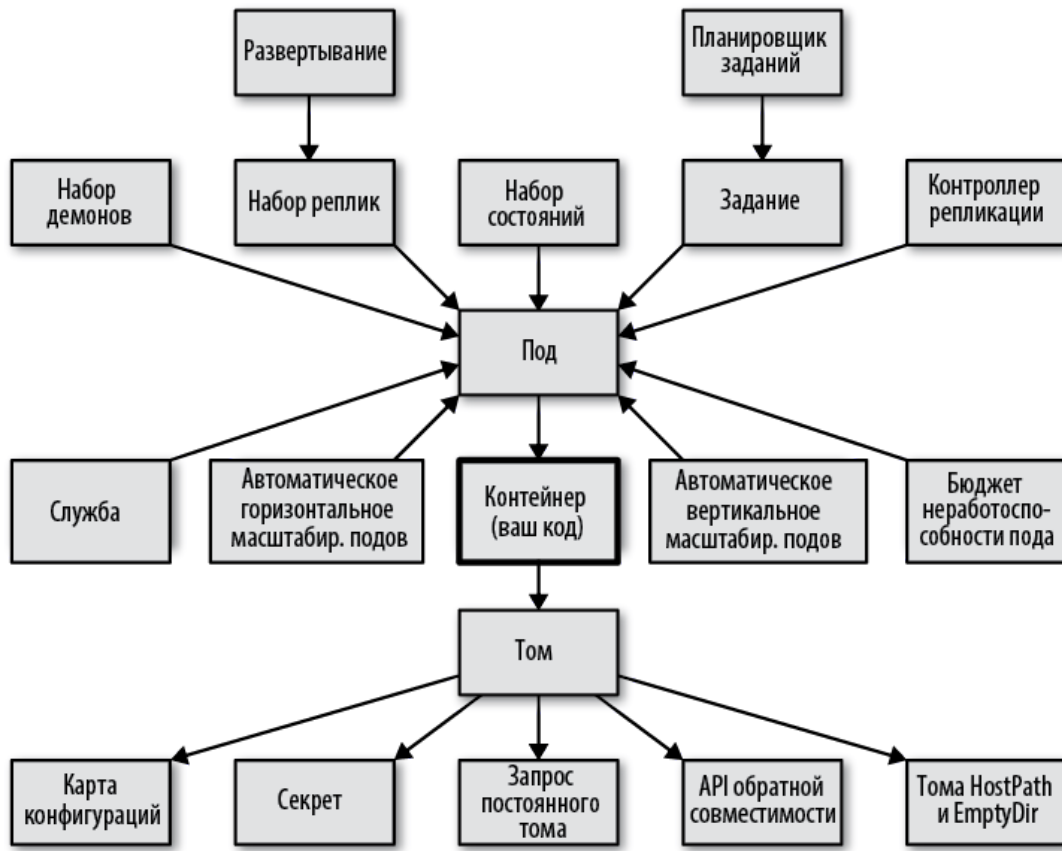 Развертывание
Планировщик
заданий
Набор
демонов
Набор реплик
Набор
состояний
Задание
Контроллер
репликации
Под
Служба
Автоматическое
горизонтальное
масштабир. подов
Контейнер
(ваш код)
Автоматическое
вертикальное
масштабир. подов
Бюджет
неработоспо-
собности пода
Том
Карта
конфигураций
Секрет
Запрос
постоянного
тома
API обратной
совместимости
Тома HostPath
и EmptyDir